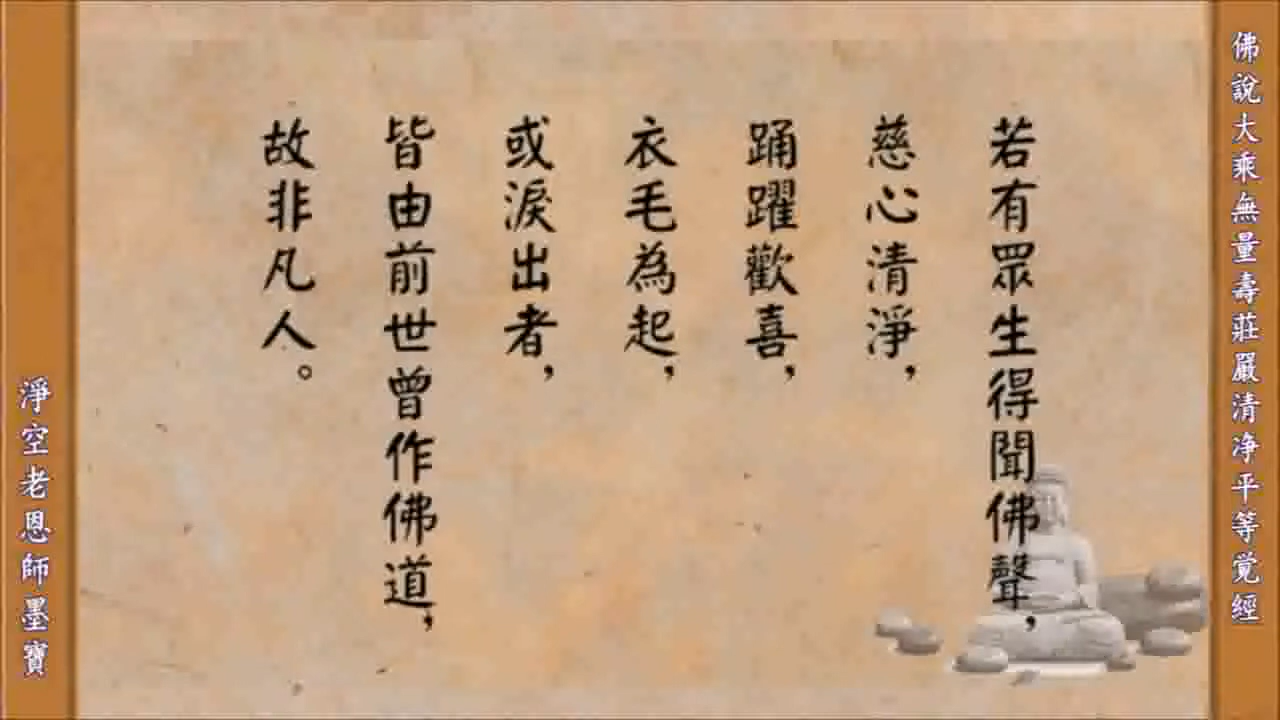 佛說大乘無量壽莊嚴清净平等覚經
若有眾生得聞佛聲，
慈心清淨，
踊躍歡喜，
衣毛為起，
或淚出者，
皆由前世曾作佛道，
故非凡人。
淨空老恩師墨寶